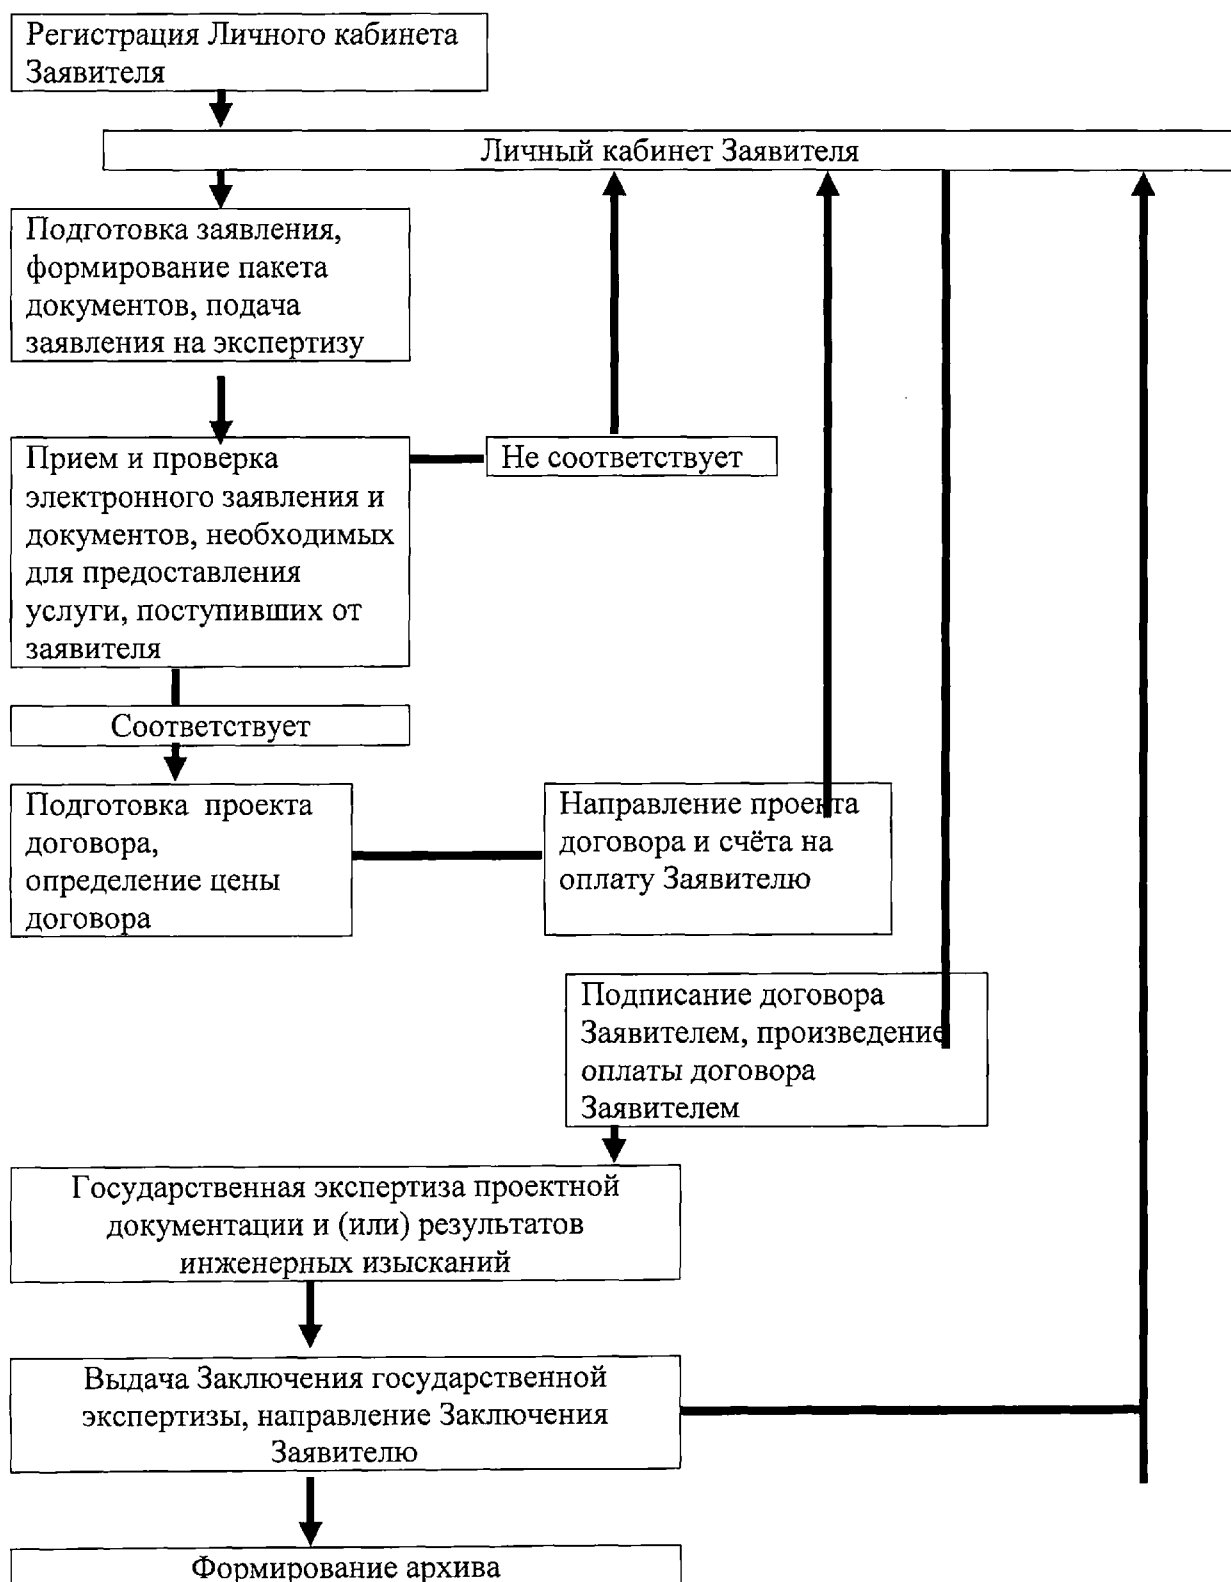 Регистрация Личного кабинета
Заявителя
Личный кабинет Заявителя
Подготовка заявления,
формирование пакета
документов, подача
заявления на экспертизу
Прием и проверка
электронного заявления и
документов, необходимых
для предоставления
услуги, поступивших от
заявителя
Не соответствует
Соответствует
Подготовка проекта
договора,
определение цены
договора
Направление проекта
договора и счёта на
оплату Заявителю
Подписание договора
Заявителем, произведение
оплаты договора
Заявителем
Государственная экспертиза проектной
документации и (или) результатов
инженерных изысканий
Выдача Заключения государственной
экспертизы, направление Заключения
Заявителю
Формирование архива